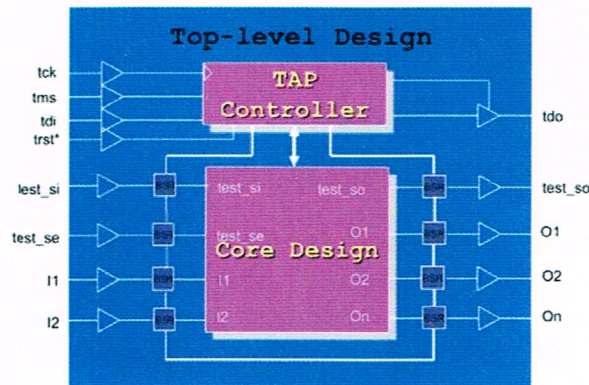 Top-level Design
tck
tms
tdi
trst*
TAP
Controller
tdo
test_si
BSR
test_si
test_so
BSR
test_so
test_se
BSR
test_se
O1
BSR
O1
Core Design
I1
BSR
I1
O2
BSR
O2
I2
BSR
I2
On
BSR
On